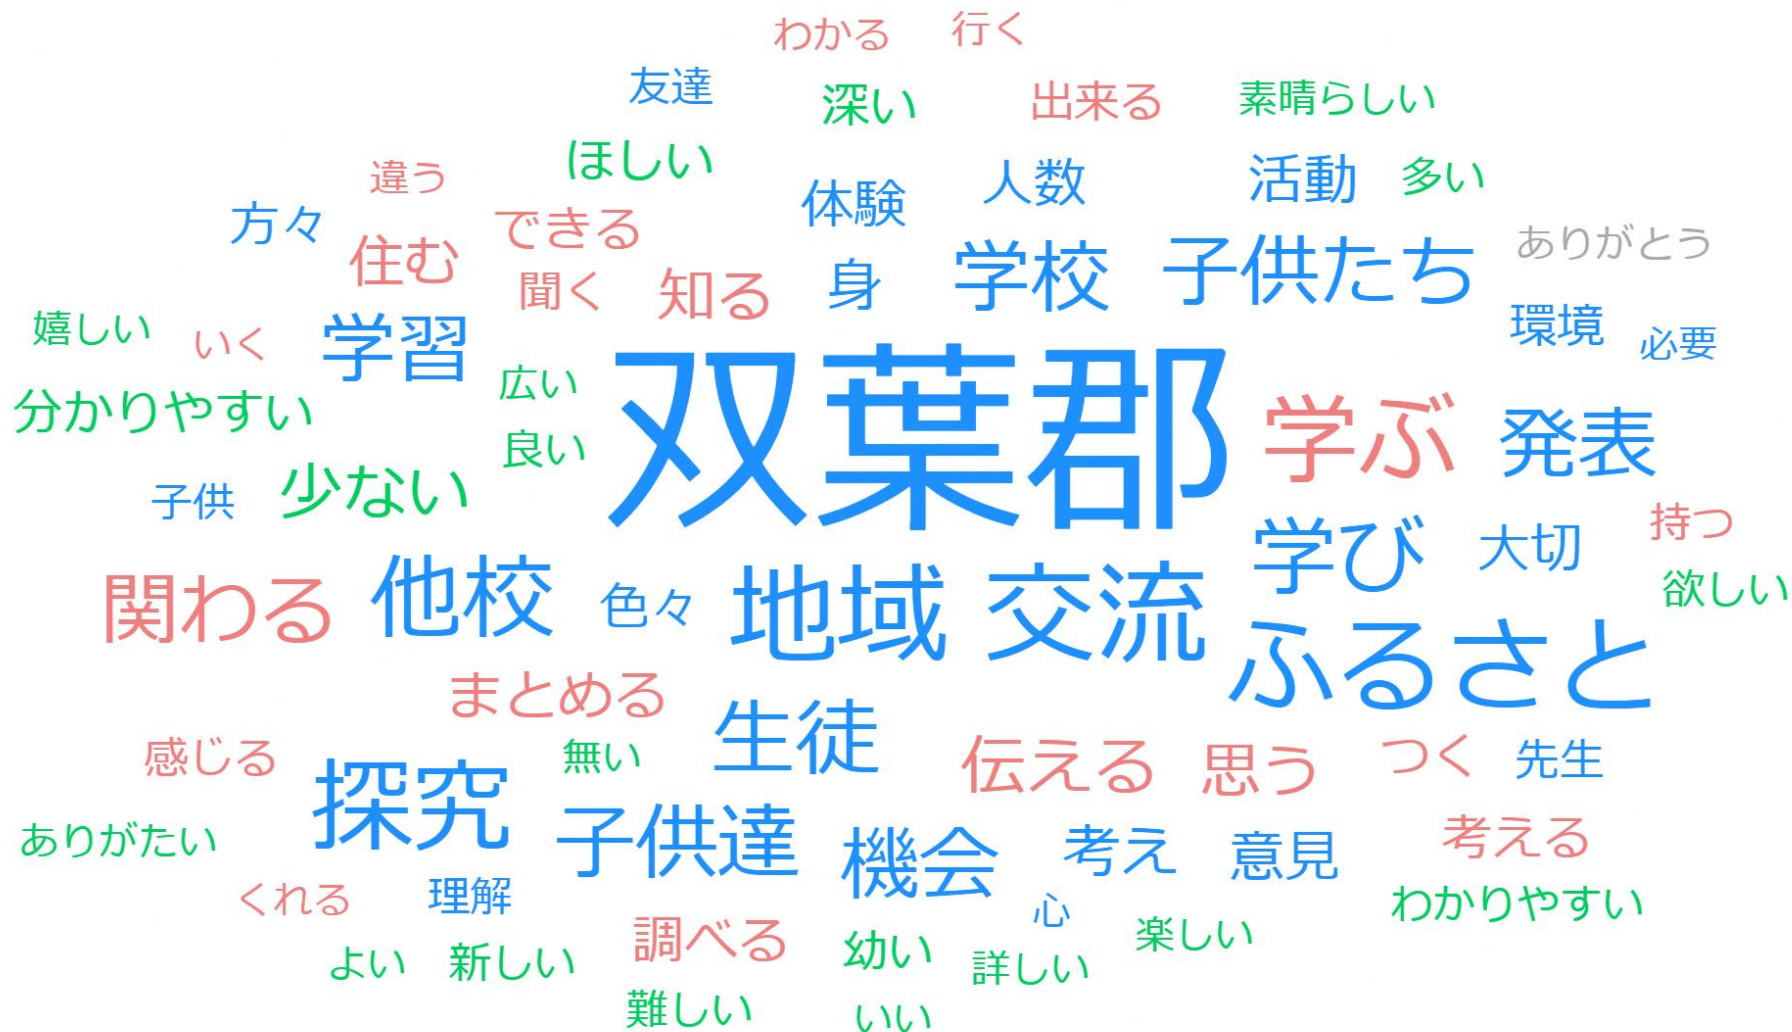 わかる 行く
友達 深い 出来る 素晴らしい
違う ほしい 体験 人数 活動 多い
方々 住む できる 身 学校 子供たち ありがとう
嬉しい いく 学習 聞く 知る 環境 必要
分かりやすい 広い 双葉郡 学ぶ 発表
子供 少ない 良い 学び 大切 持つ
関わる 他校 色々 地域 交流 ふるさと 欲しい
まとめる 生徒 伝える 思う つく 先生
感じる 探究 無い 子供達 機会 考え 意見 考える
ありがたい くれる 理解 心 わかりやすい
よい 新しい 調べる 幼い 詳しい 楽しい
難しい いい